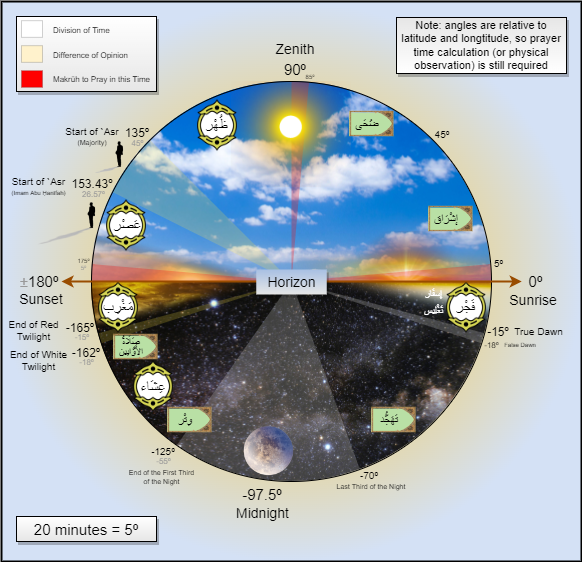 Division of Time
Difference of Opinion
Makrūh to Pray in this Time
Note: angles are relative to
latitude and longtitude, so prayer
time calculation (or physical
observation) is still required
Zenith
90º
85º
ظُهْر
ضُحَى
Start of `Asr
(Majority)
135º
45º
45º
Start of `Asr
(Imam Abu Hanifah)
153.43º
26.57º
عَصْر
إشْرَاق
175º
5º
5º
±180º
Sunset
Horizon
0º
Sunrise
مَغْرِب
إِسْفَار
تَغْلِيْس
فَجْر
End of Red
Twilight
-165º
-15º
-15º
True Dawn
-18º
False Dawn
End of White
Twilight
-162º
-18º
صَلَاةُ
الأَوَّابِيْن
عِشَاء
وِتْر
تَهَجُّد
-125º
-55º
End of the First Third
of the Night
-70º
Last Third of the Night
-97.5º
Midnight
20 minutes = 5º